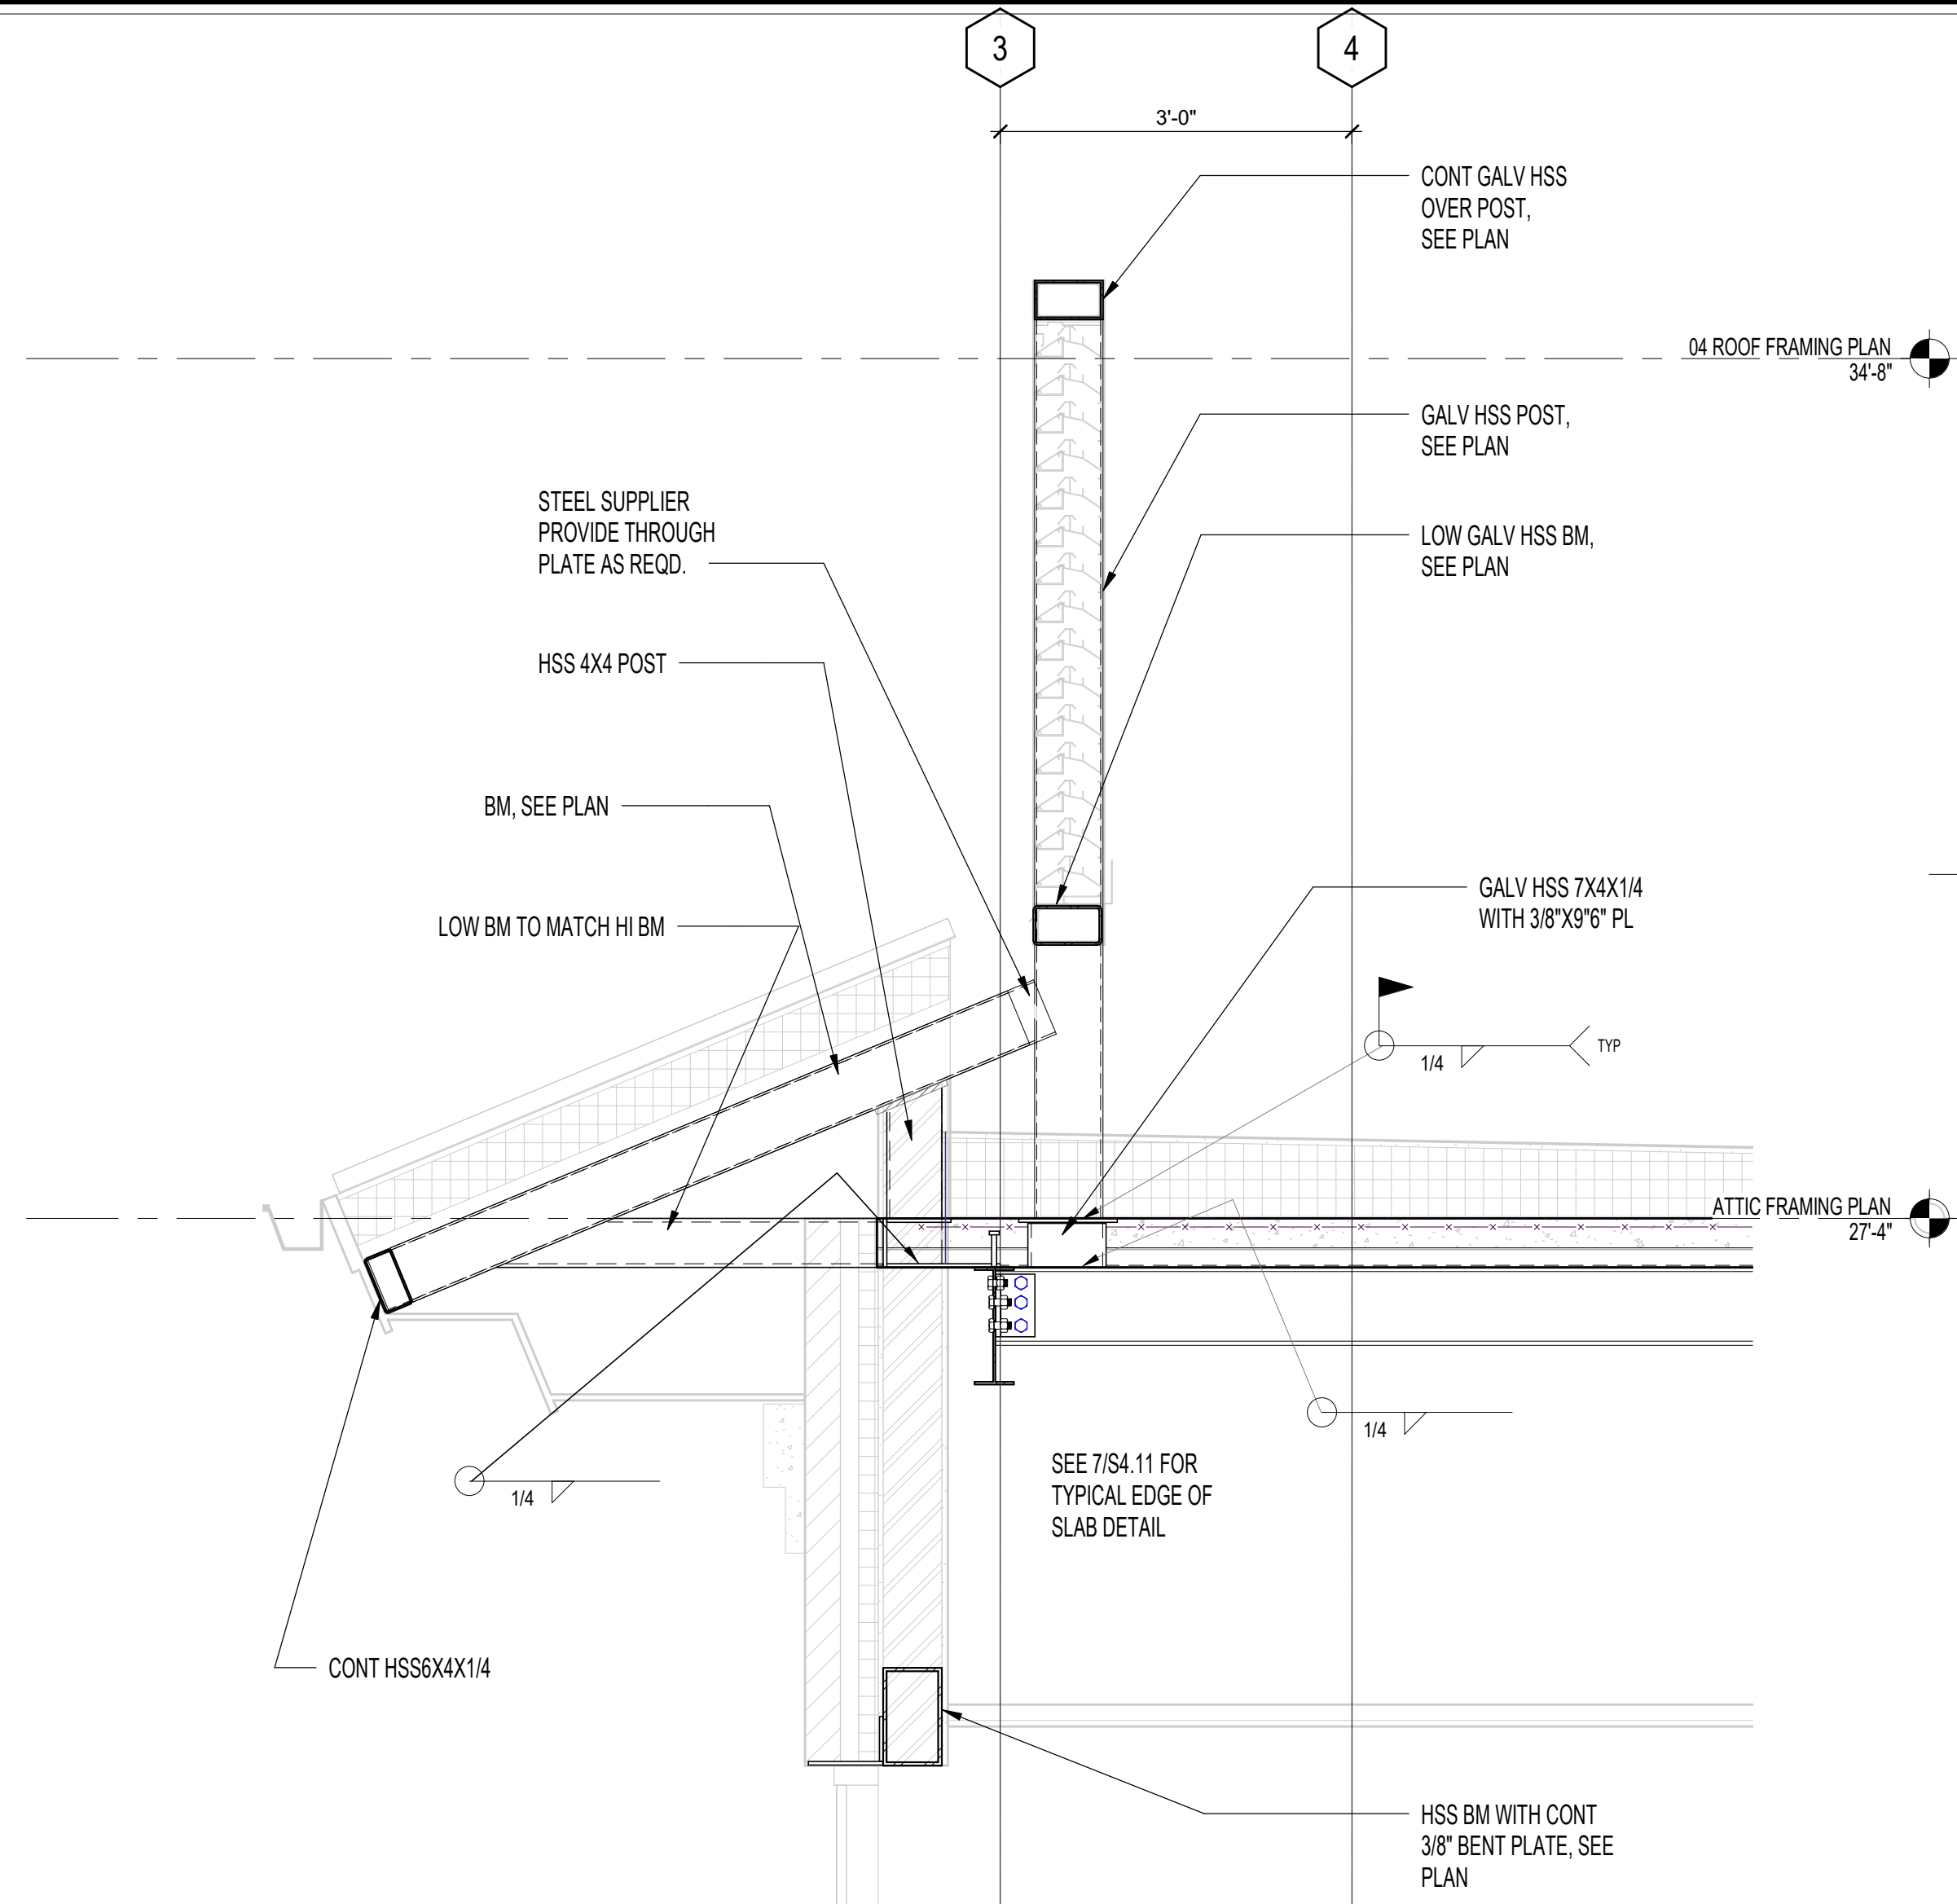 3
4
3'-0"
CONT GALV HSS
OVER POST,
SEE PLAN
04 ROOF FRAMING PLAN
34'-8"
GALV HSS POST,
SEE PLAN
STEEL SUPPLIER
PROVIDE THROUGH
PLATE AS REQD.
LOW GALV HSS BM,
SEE PLAN
HSS 4X4 POST
BM, SEE PLAN
GALV HSS 7X4X1/4
WITH 3/8"X9"6" PL
LOW BM TO MATCH HI BM
1/4
TYP
ATTIC FRAMING PLAN
27'-4"
1/4
SEE 7/S4.11 FOR
TYPICAL EDGE OF
SLAB DETAIL
1/4
CONT HSS6X4X1/4
HSS BM WITH CONT
3/8" BENT PLATE, SEE
PLAN